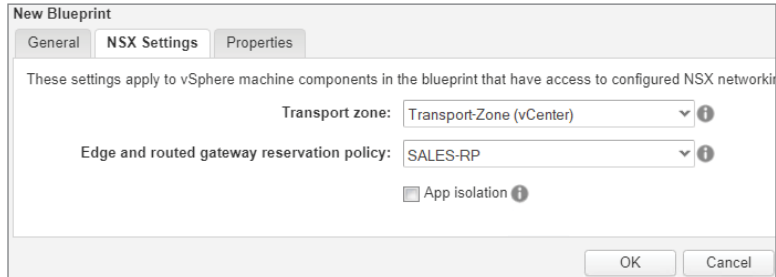 New Blueprint
General NSX Settings Properties
These settings apply to vSphere machine components in the blueprint that have access to configured NSX
Transport zone: Transport-Zone (vCenter)
Edge and routed gateway reservation policy: SALES-RP
App isolation
OK Cancel